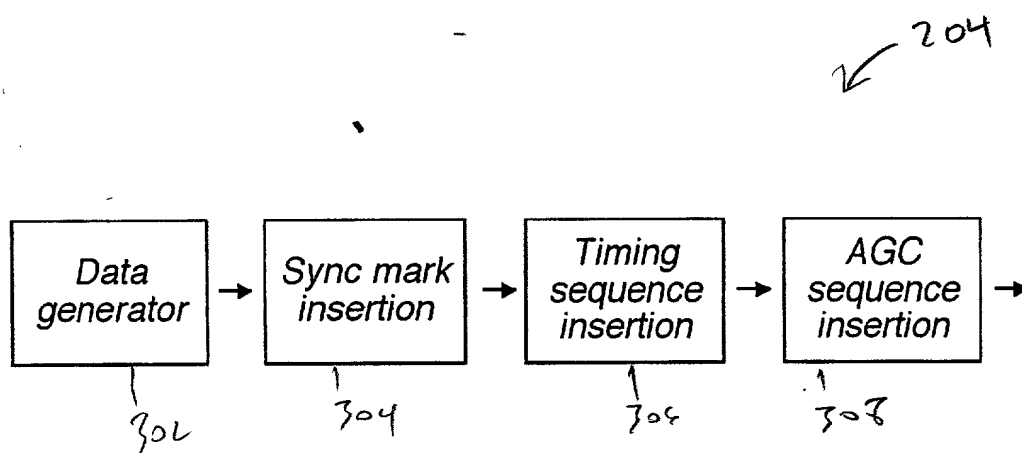 204
Data
generator
Sync mark
insertion
Timing
sequence
insertion
AGC
sequence
insertion
302
304
306
308